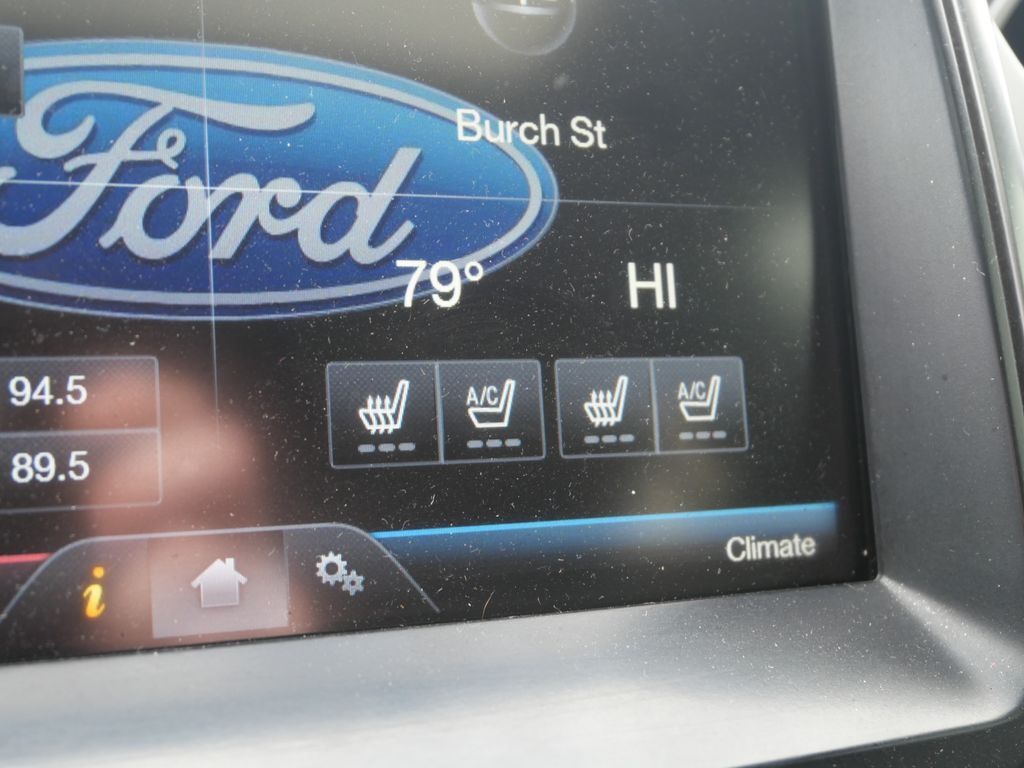 Ford
Burch St
79° HI
94.5
A/C A/C
89.5
Climate
i